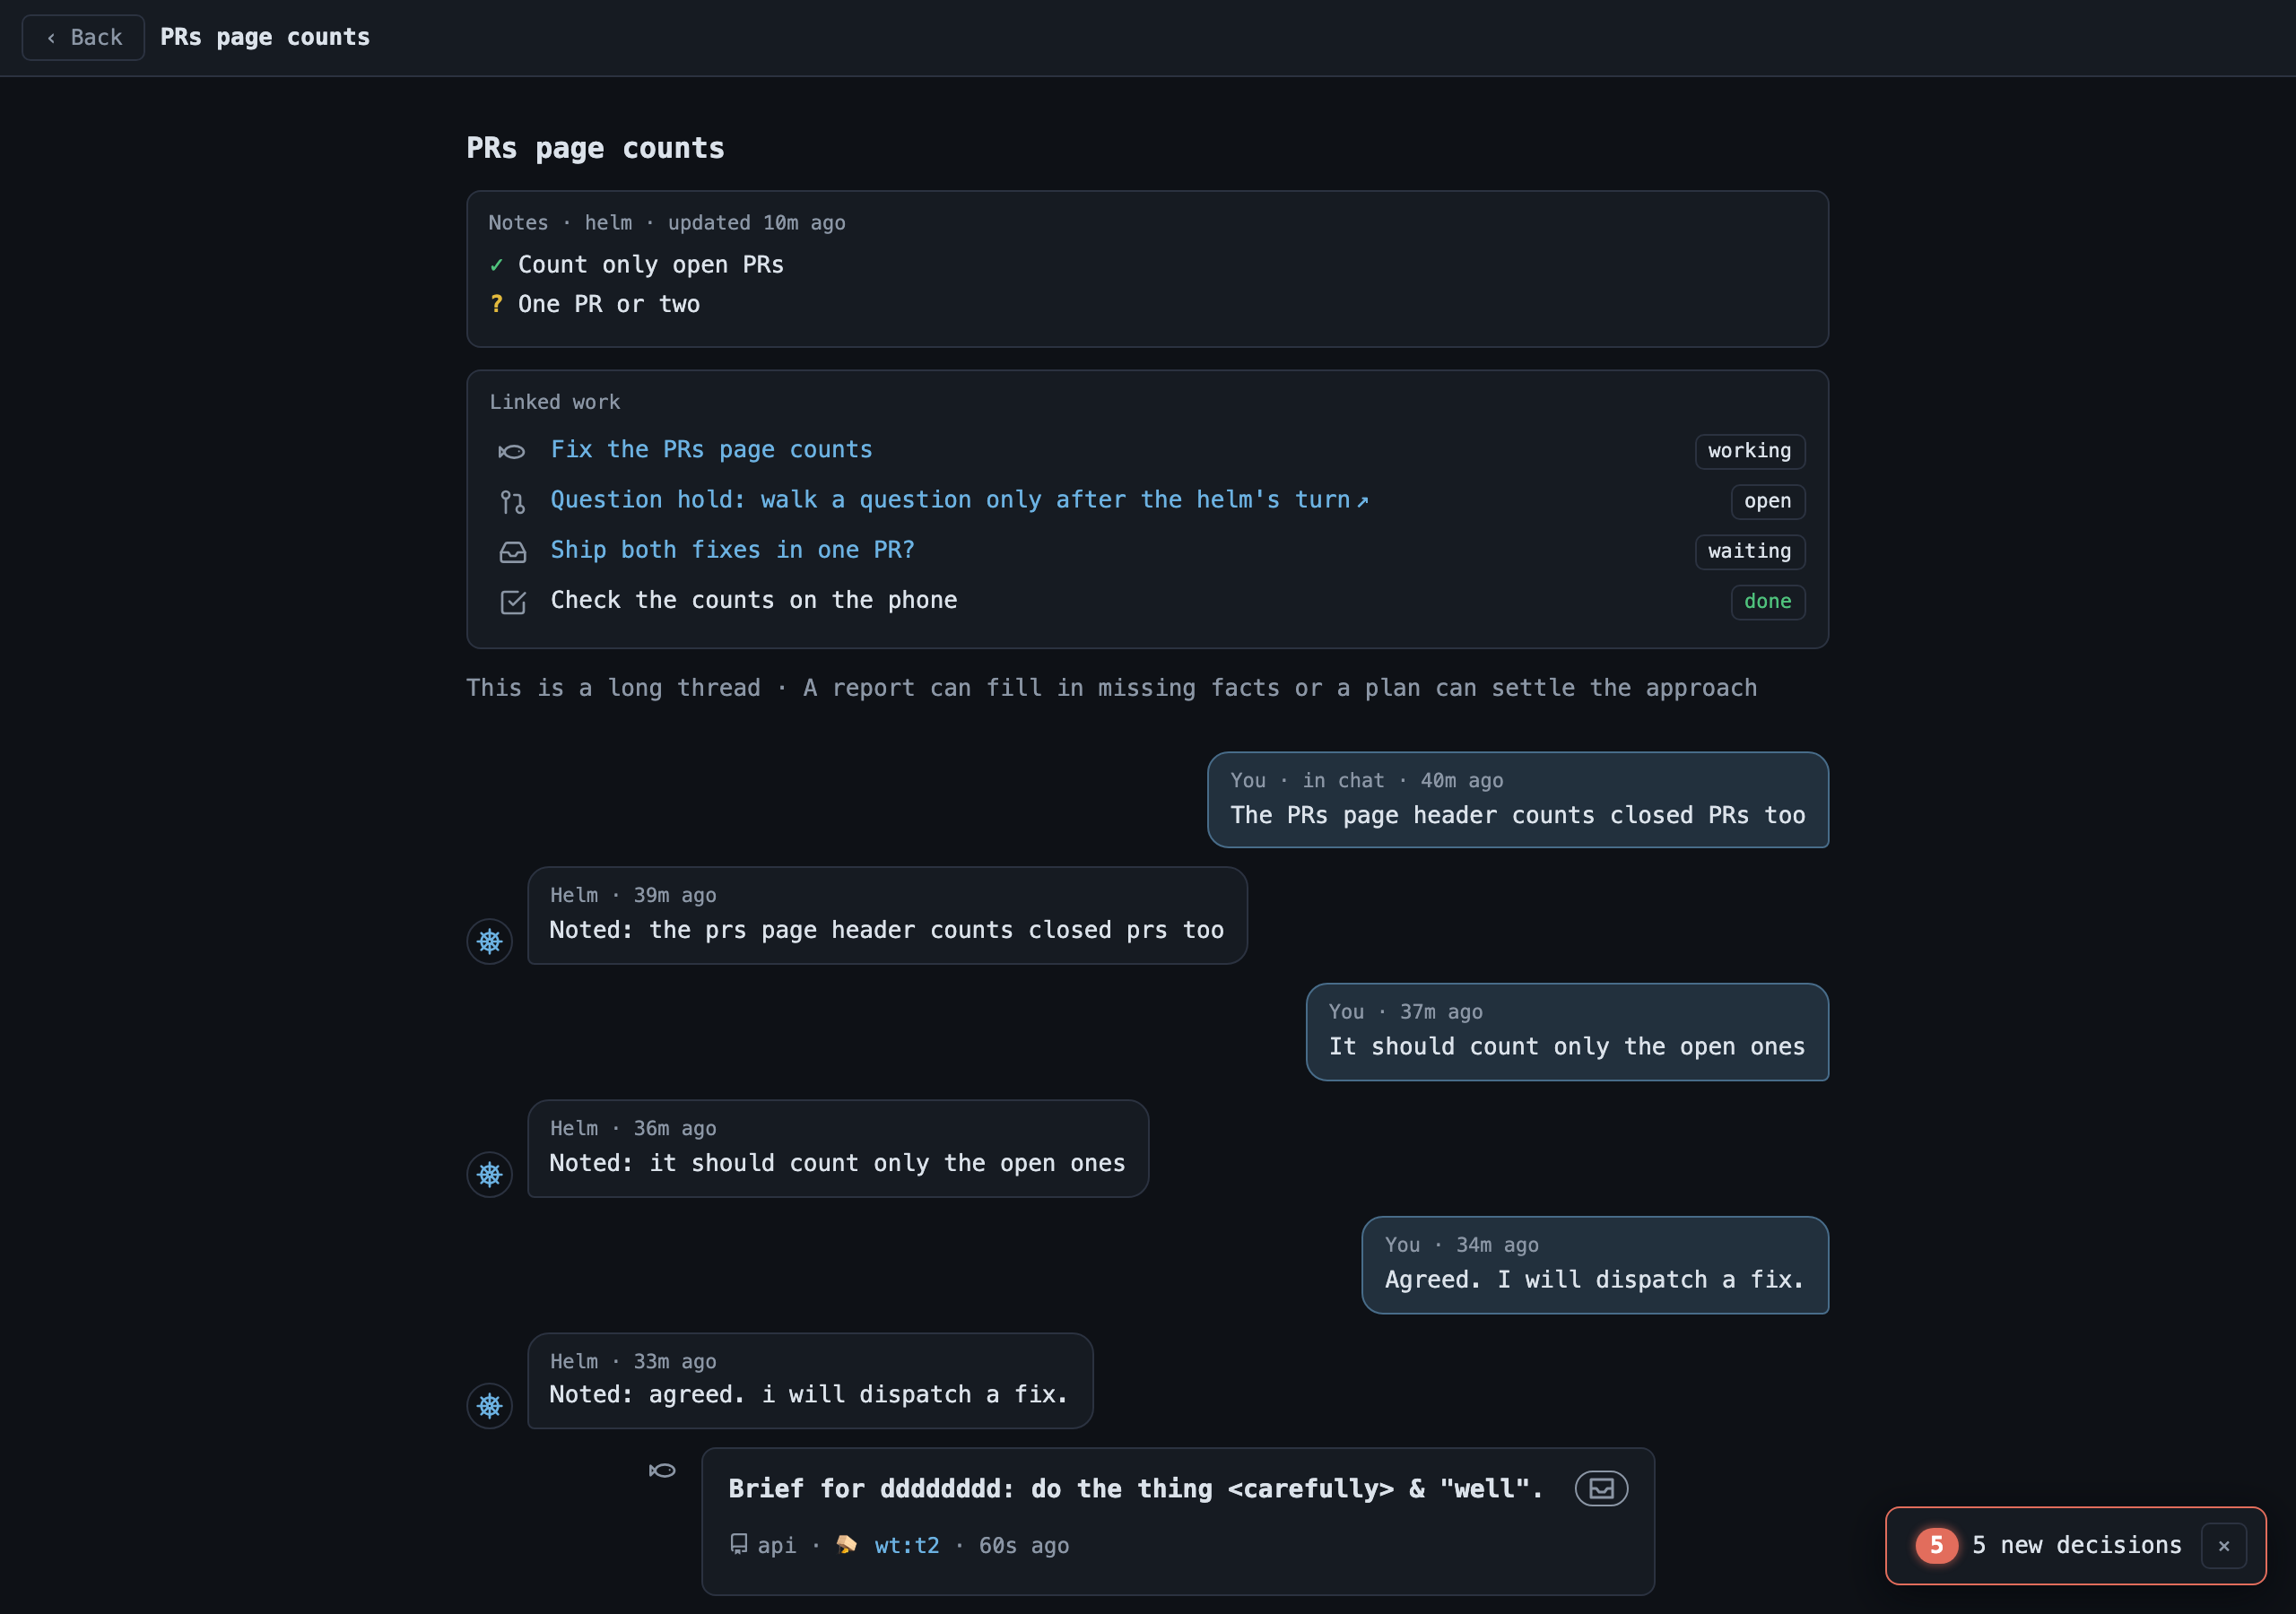 ‹ Back PRs page counts
PRs page counts
Notes · helm · updated 10m ago
✓ Count only open PRs
? One PR or two
Linked work
Fix the PRs page counts working
Question hold: walk a question only after the helm's turn↗ open
Ship both fixes in one PR? waiting
Check the counts on the phone done
This is a long thread · A report can fill in missing facts or a plan can settle the approach
You · in chat · 40m ago
The PRs page header counts closed PRs too
Helm · 39m ago
Noted: the prs page header counts closed prs too
You · 37m ago
It should count only the open ones
Helm · 36m ago
Noted: it should count only the open ones
You · 34m ago
Agreed. I will dispatch a fix.
Helm · 33m ago
Noted: agreed. i will dispatch a fix.
Brief for dddddddd: do the thing <carefully> & "well".
api · wt:t2 · 60s ago
5 5 new decisions ×